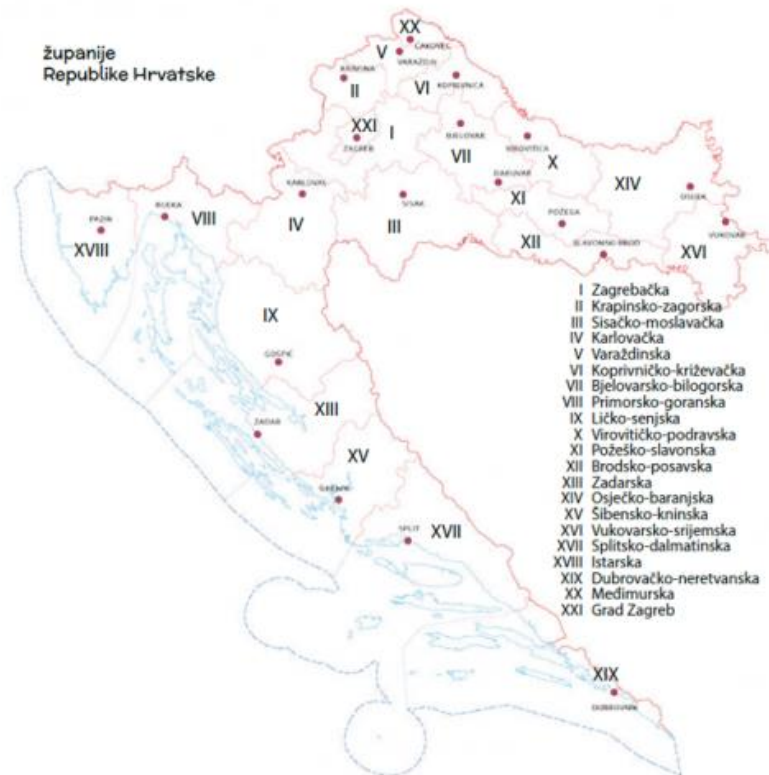 županije
Republike Hrvatske
XX
ČAKOVEC
V
VARAŽDIN
KRAPINA
II
VI
KOPRIVNICA
XXI
I
ZAGREB
BJELOVAR
VII
VIROVITICA
X
DARUVAR
XIV
OSIJEK
KARLOVAC
SISAK
XI
POŽEGA
VUKOVAR
PAZIN
RIJEKA
VIII
IV
III
XII
SLAVONSKI BROD
XVI
XVIII
IX
GOSPIĆ
XIII
ZADAR
XV
ŠIBENIK
SPLIT
XVII
XIX
DUBROVNIK
I Zagrebačka
II Krapinsko-zagorska
III Sisačko-moslavačka
IV Karlovačka
V Varaždinska
VI Koprivničko-križevačka
VII Bjelovarsko-bilogorska
VIII Primorsko-goranska
IX Ličko-senjska
X Virovitičko-podravska
XI Požeško-slavonska
XII Brodsko-posavska
XIII Zadarska
XIV Osječko-baranjska
XV Šibensko-kninska
XVI Vukovarsko-srijemska
XVII Splitsko-dalmatinska
XVIII Istarska
XIX Dubrovačko-neretvanska
XX Međimurska
XXI Grad Zagreb